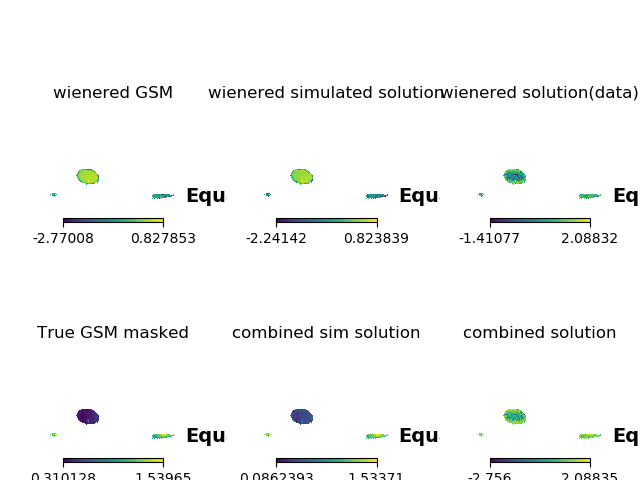 wienered GSM wienered simulated solution wienered solution(data)
Equ Equ Eq
-2.77008 0.827853 -2.24142 0.823839 -1.41077 2.08832
True GSM masked combined sim solution combined solution
Equ Equ Eq
0.310128 1.53965 0.0862393 1.53371 -2.756 2.08835